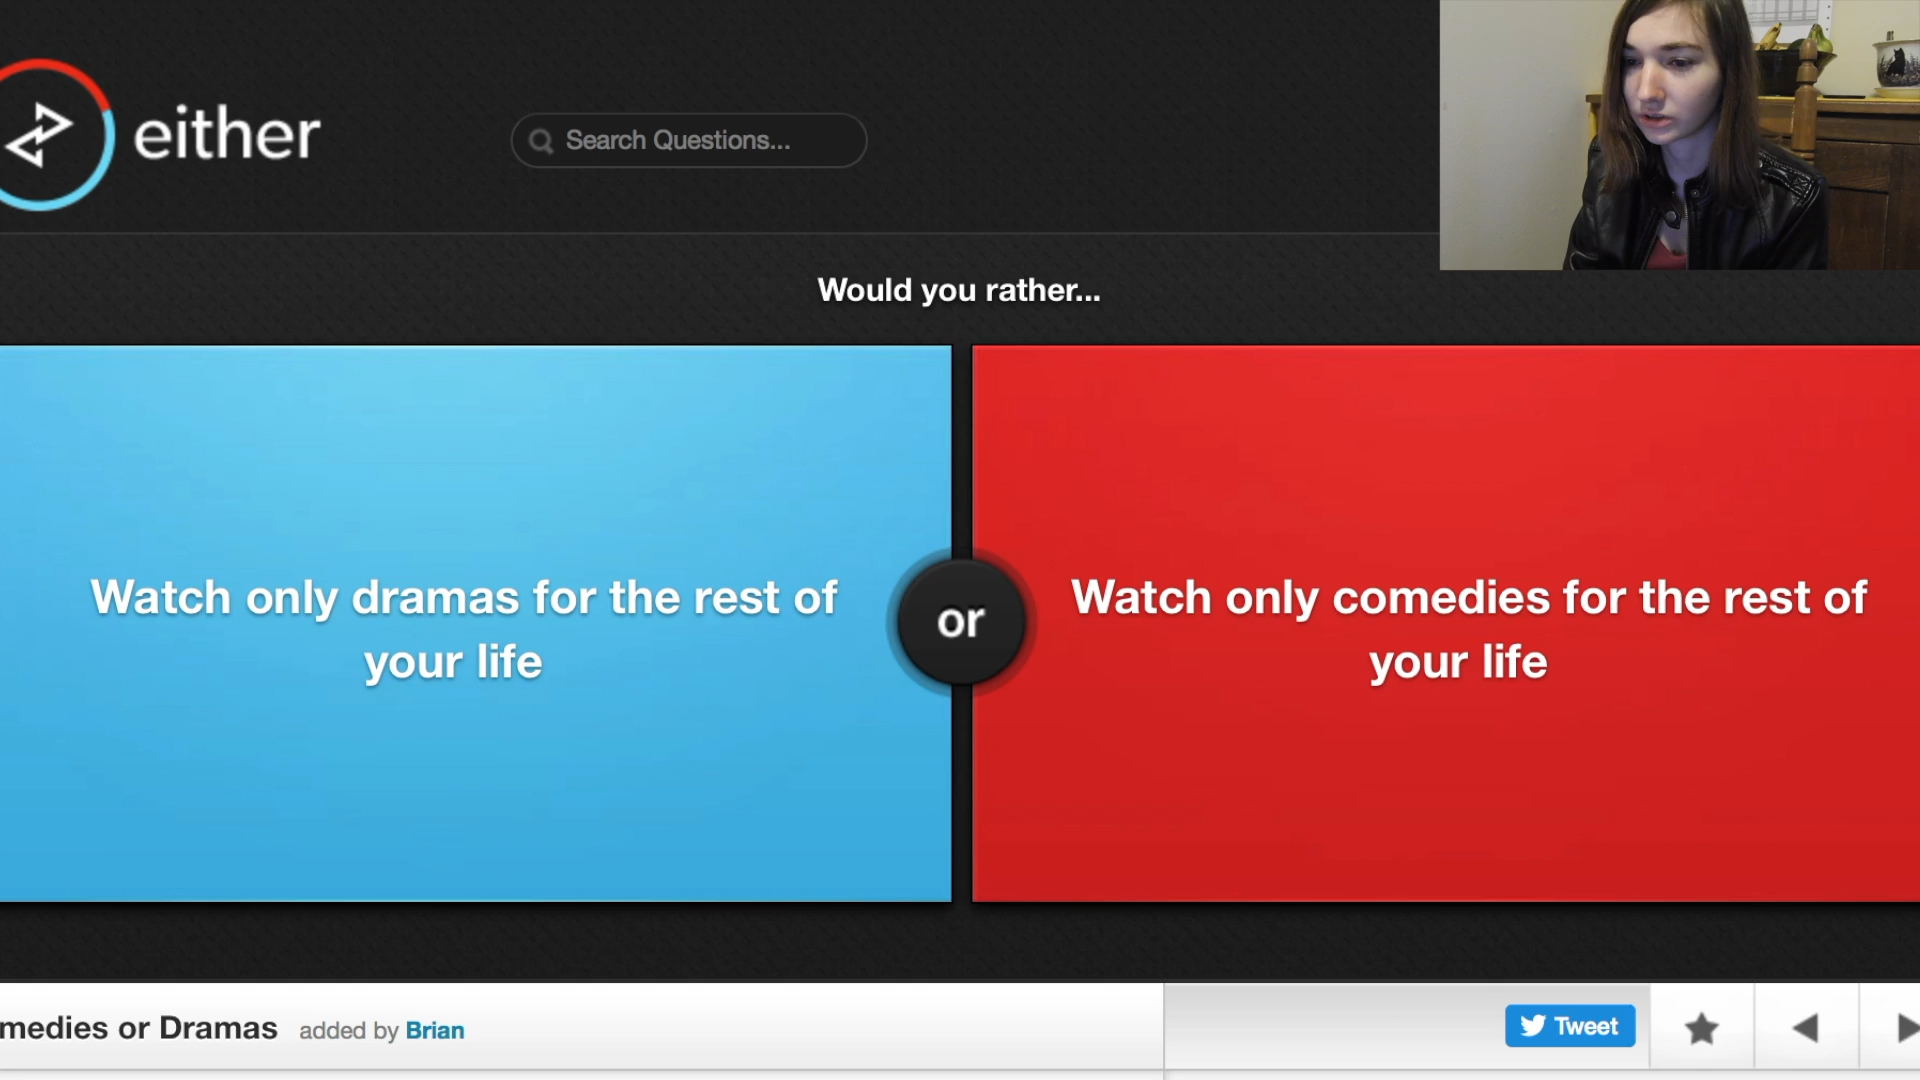 either
Search Questions...
Would you rather...
Watch only dramas for the rest of
your life
or
Watch only comedies for the rest of
your life
medies or Dramas added by Brian
Tweet